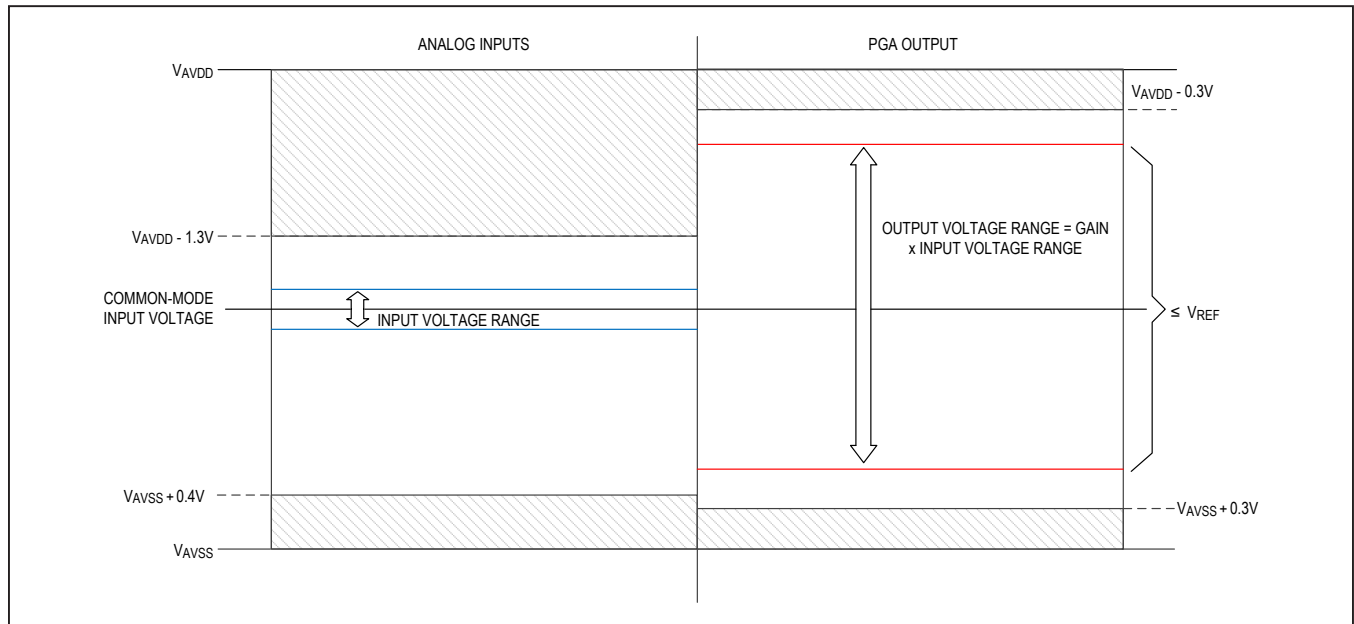 ANALOG INPUTS
PGA OUTPUT
VAVDD
VAVDD - 0.3V
VAVDD - 1.3V
OUTPUT VOLTAGE RANGE = GAIN
x INPUT VOLTAGE RANGE
COMMON-MODE
INPUT VOLTAGE
INPUT VOLTAGE RANGE
≤ VREF
VAVSS + 0.4V
VAVSS + 0.3V
VAVSS